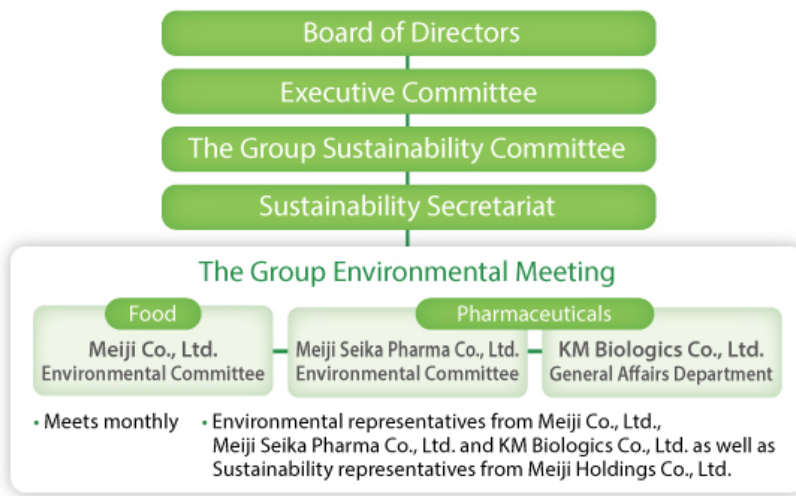 Board of Directors
Executive Committee
The Group Sustainability Committee
Sustainability Secretariat
The Group Environmental Meeting
Food
Pharmaceuticals
Meiji Co., Ltd.
Environmental Committee
Meiji Seika Pharma Co., Ltd.
Environmental Committee
KM Biologics Co., Ltd.
General Affairs Department
• Meets monthly
• Environmental representatives from Meiji Co., Ltd.,
Meiji Seika Pharma Co., Ltd. and KM Biologics Co., Ltd. as well as
Sustainability representatives from Meiji Holdings Co., Ltd.